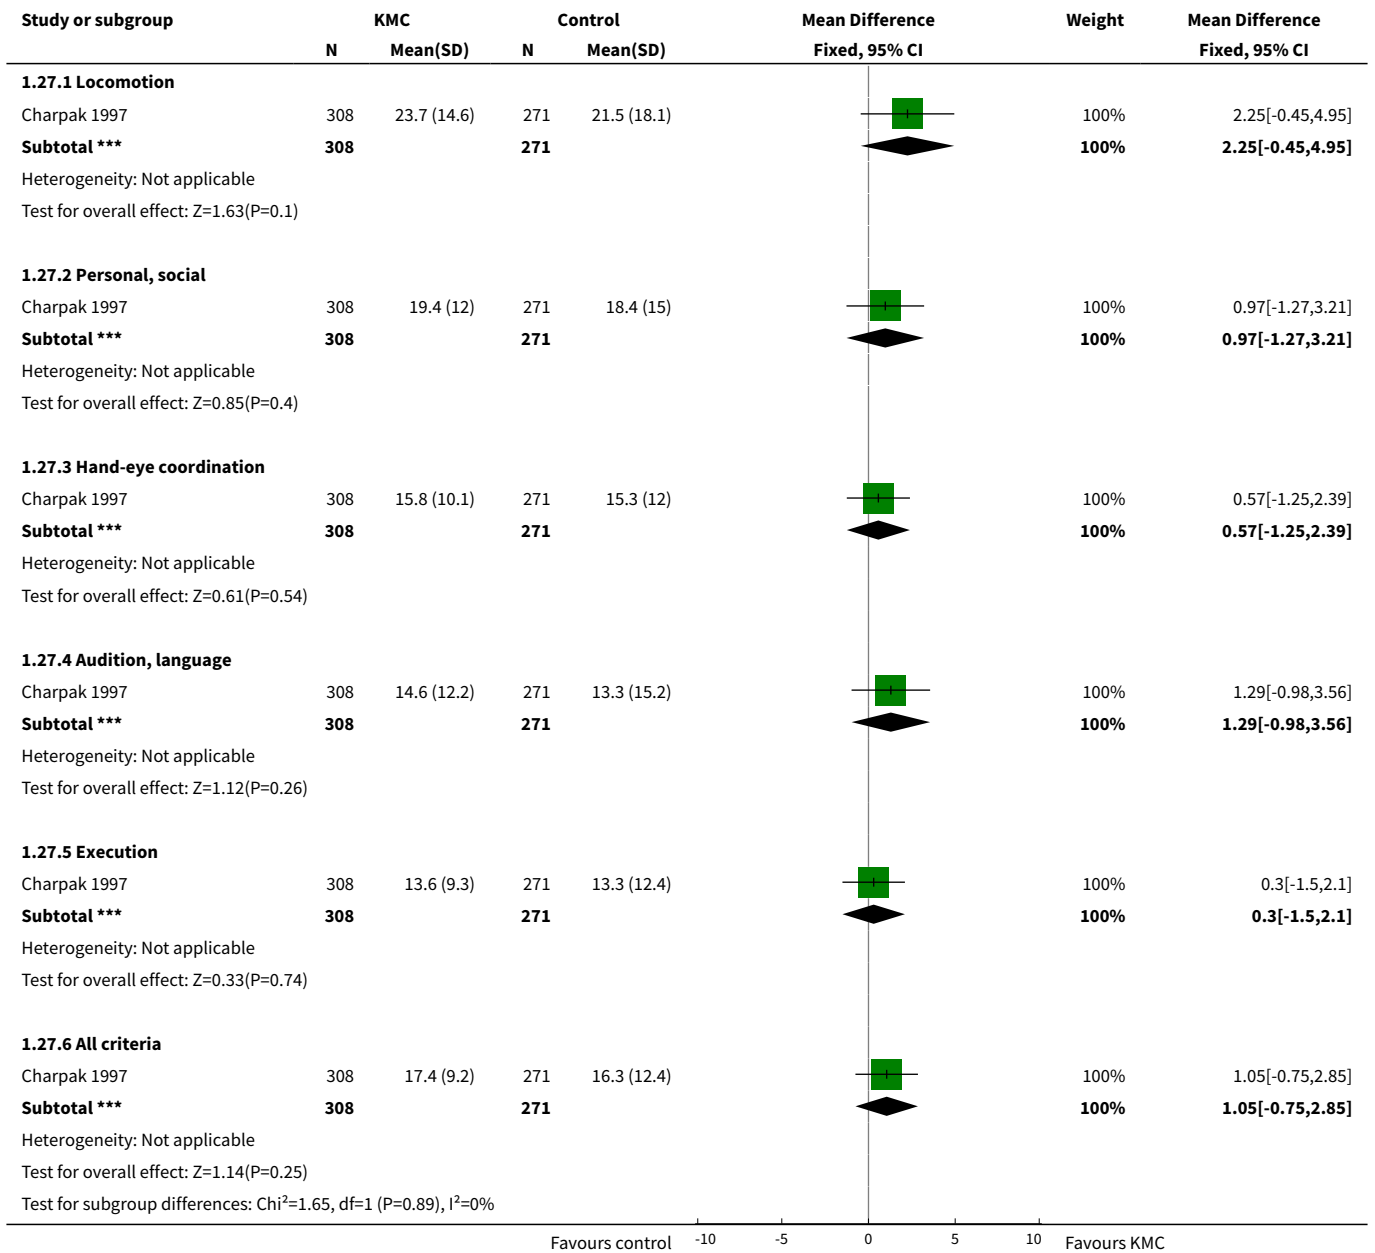 Study or subgroup KMC Control Mean Difference Weight Mean Difference
N Mean(SD) N Mean(SD) Fixed, 95% CI Fixed, 95% CI
1.27.1 Locomotion
Charpak 1997 308 23.7 (14.6) 271 21.5 (18.1) 100% 2.25[-0.45,4.95]
Subtotal *** 308 271 100% 2.25[-0.45,4.95]
Heterogeneity: Not applicable
Test for overall effect: Z=1.63(P=0.1)
1.27.2 Personal, social
Charpak 1997 308 19.4 (12) 271 18.4 (15) 100% 0.97[-1.27,3.21]
Subtotal *** 308 271 100% 0.97[-1.27,3.21]
Heterogeneity: Not applicable
Test for overall effect: Z=0.85(P=0.4)
1.27.3 Hand-eye coordination
Charpak 1997 308 15.8 (10.1) 271 15.3 (12) 100% 0.57[-1.25,2.39]
Subtotal *** 308 271 100% 0.57[-1.25,2.39]
Heterogeneity: Not applicable
Test for overall effect: Z=0.61(P=0.54)
1.27.4 Audition, language
Charpak 1997 308 14.6 (12.2) 271 13.3 (15.2) 100% 1.29[-0.98,3.56]
Subtotal *** 308 271 100% 1.29[-0.98,3.56]
Heterogeneity: Not applicable
Test for overall effect: Z=1.12(P=0.26)
1.27.5 Execution
Charpak 1997 308 13.6 (9.3) 271 13.3 (12.4) 100% 0.3[-1.5,2.1]
Subtotal *** 308 271 100% 0.3[-1.5,2.1]
Heterogeneity: Not applicable
Test for overall effect: Z=0.33(P=0.74)
1.27.6 All criteria
Charpak 1997 308 17.4 (9.2) 271 16.3 (12.4) 100% 1.05[-0.75,2.85]
Subtotal *** 308 271 100% 1.05[-0.75,2.85]
Heterogeneity: Not applicable
Test for overall effect: Z=1.14(P=0.25)
Test for subgroup differences: Chi²=1.65, df=1 (P=0.89), I²=0%
Favours control -10 -5 0 5 10 Favours KMC